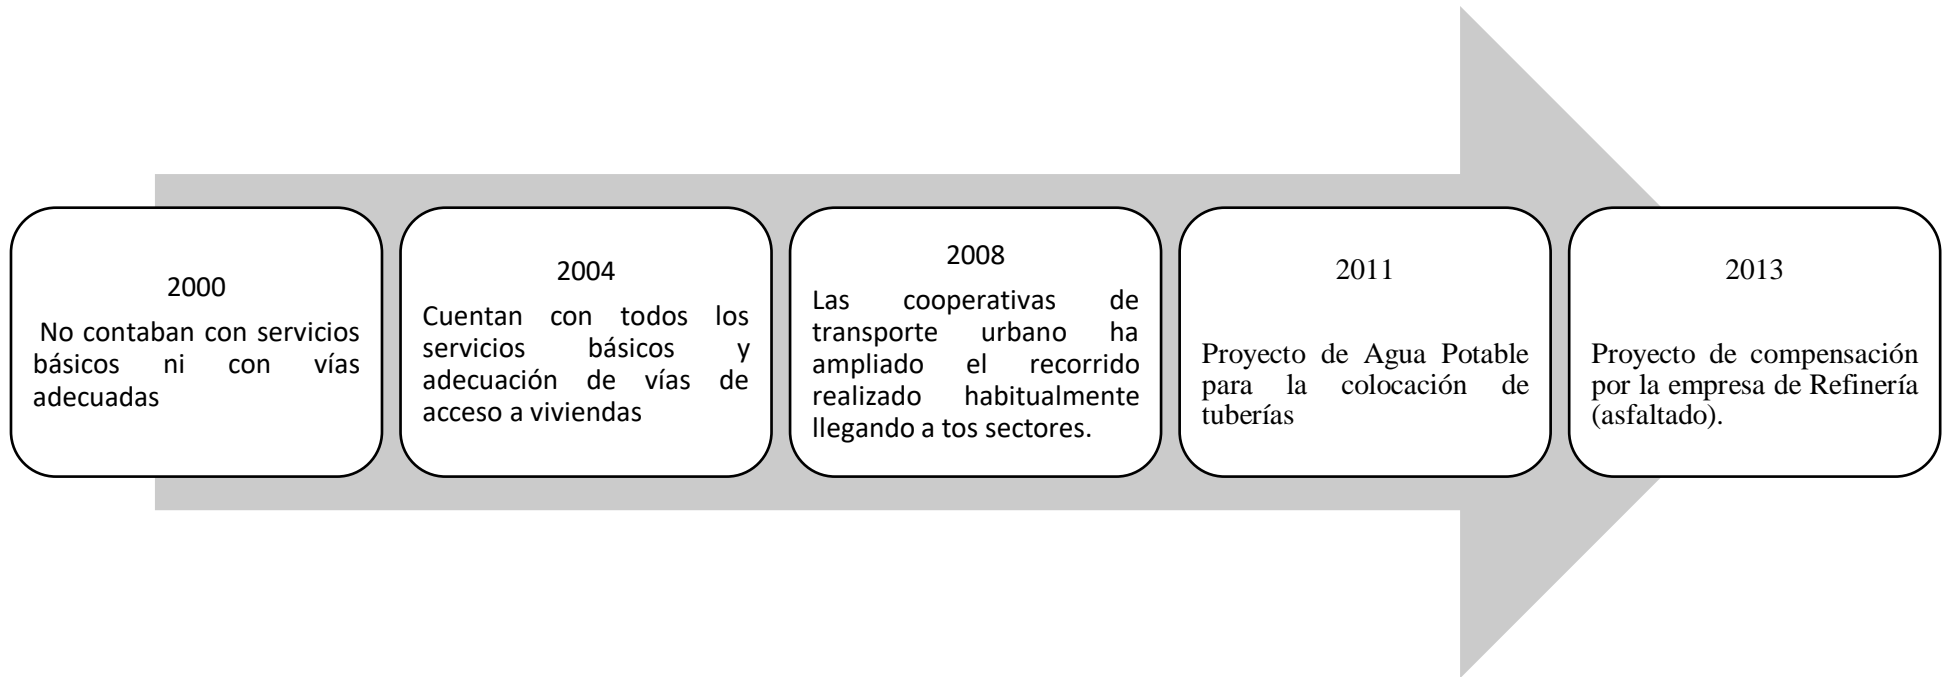 2000
No contaban con servicios
básicos ni con vías
adecuadas
2004
Cuentan con todos los
servicios básicos y
adecuación de vías de
acceso a viviendas
2008
Las cooperativas de
transporte urbano ha
ampliado el recorrido
realizado habitualmente
llegando a tos sectores.
2011
Proyecto de Agua Potable
para la colocación de
tuberías
2013
Proyecto de compensación
por la empresa de Refinería
(asfaltado).